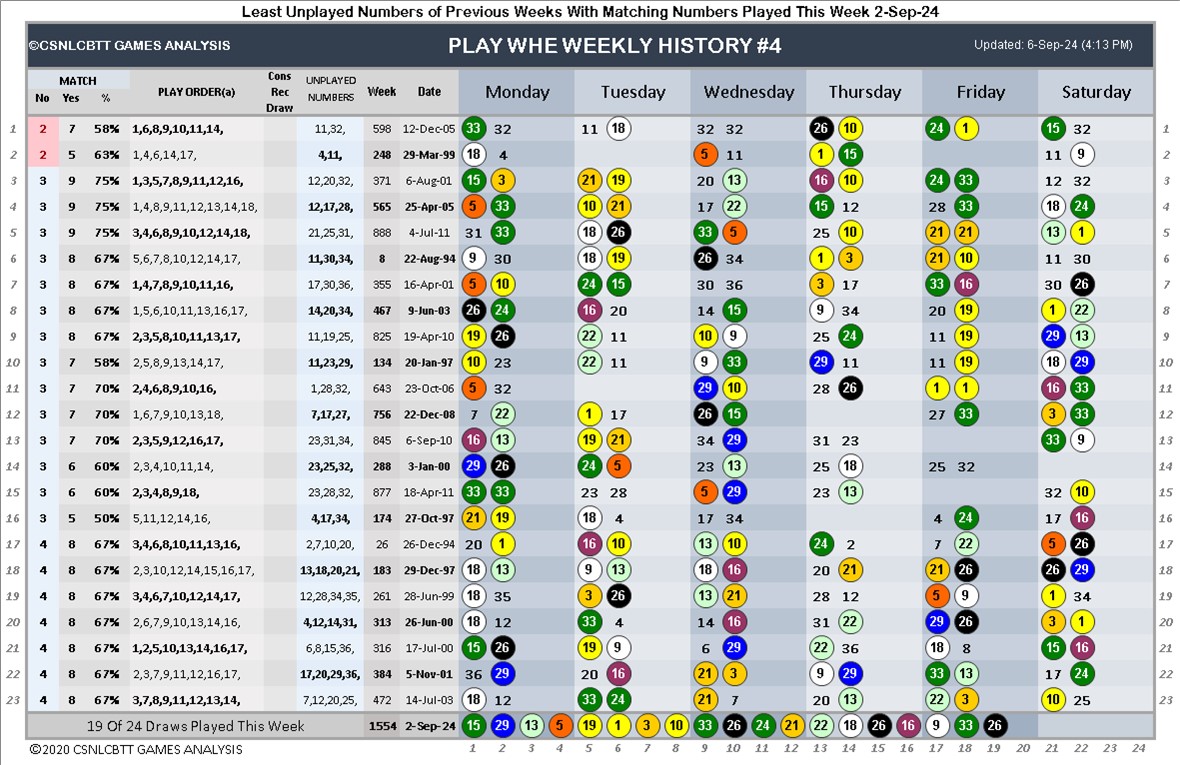 Least Unplayed Numbers of Previous Weeks With Matching Numbers Played This Week 2-Sep-24
©CSNLCBTT GAMES ANALYSIS PLAY WHE WEEKLY HISTORY #4 Updated: 6-Sep-24 (4:13 PM)
MATCH
No Yes % PLAY ORDER(a) Cons Rec Draw UNPLAYED NUMBERS Week Date Monday Tuesday Wednesday Thursday Friday Saturday
1 2 7 58% 1,6,8,9,10,11,14, 11,32, 598 12-Dec-05 33 32 11 18 32 32 26 10 24 1 15 32 1
2 2 5 63% 1,4,6,14,17, 4,11, 248 29-Mar-99 18 4 5 11 1 15 11 9 2
3 3 9 75% 1,3,5,7,8,9,11,12,16, 12,20,32, 371 6-Aug-01 15 3 21 19 20 13 16 10 24 33 12 32 3
4 3 9 75% 1,4,8,9,11,12,13,14,18, 12,17,28, 565 25-Apr-05 5 33 10 21 17 22 15 12 28 33 18 24 4
5 3 9 75% 3,4,6,8,9,10,12,14,18, 21,25,31, 888 4-Jul-11 31 33 18 26 33 5 25 10 21 21 13 1 5
6 3 8 67% 5,6,7,8,10,12,14,17, 11,30,34, 8 22-Aug-94 9 30 18 19 26 34 1 3 21 10 11 30 6
7 3 8 67% 1,4,7,8,9,10,11,16, 17,30,36, 355 16-Apr-01 5 10 24 15 30 36 3 17 33 16 30 26 7
8 3 8 67% 1,5,6,10,11,13,16,17, 14,20,34, 467 9-Jun-03 26 24 16 20 14 15 9 34 20 19 1 22 8
9 3 8 67% 2,3,5,8,10,11,13,17, 11,19,25, 825 19-Apr-10 19 26 22 11 10 9 25 24 11 19 29 13 9
10 3 7 58% 2,5,8,9,13,14,17, 11,23,29, 134 20-Jan-97 10 23 22 11 9 33 29 11 11 19 18 29 10
11 3 7 70% 2,4,6,8,9,10,16, 1,28,32, 643 23-Oct-06 5 32 29 10 28 26 1 1 16 33 11
12 3 7 70% 1,6,7,9,10,13,18, 7,17,27, 756 22-Dec-08 7 22 1 17 26 15 27 33 3 33 12
13 3 7 70% 2,3,5,9,12,16,17, 23,31,34, 845 6-Sep-10 16 13 19 21 34 29 31 23 33 9 13
14 3 6 60% 2,3,4,10,11,14, 23,25,32, 288 3-Jan-00 29 26 24 5 23 13 25 18 25 32 14
15 3 6 60% 2,3,4,8,9,18, 23,28,32, 877 18-Apr-11 33 33 23 28 5 29 23 13 32 10 15
16 3 5 50% 5,11,12,14,16, 4,17,34, 174 27-Oct-97 21 19 18 4 17 34 4 24 17 16 16
17 4 8 67% 3,4,6,8,10,11,13,16, 2,7,10,20, 26 26-Dec-94 20 1 16 10 13 10 24 2 7 22 5 26 17
18 4 8 67% 2,3,10,12,14,15,16,17, 13,18,20,21, 183 29-Dec-97 18 13 9 13 18 16 20 21 21 26 26 29 18
19 4 8 67% 3,4,6,7,10,12,14,17, 12,28,34,35, 261 28-Jun-99 18 35 3 26 13 21 28 12 5 9 1 34 19
20 4 8 67% 2,6,7,9,10,13,14,16, 4,12,14,31, 313 26-Jun-00 18 12 33 4 14 16 31 22 29 26 3 1 20
21 4 8 67% 1,2,5,10,13,14,16,17, 6,8,15,36, 316 17-Jul-00 15 26 19 9 6 29 22 36 18 8 15 16 21
22 4 8 67% 2,3,7,9,11,12,16, 17,20,29,36, 384 5-Nov-01 36 29 20 16 21 3 9 29 33 13 17 24 22
23 4 8 67% 3,7,8,9,11,12,13,14, 7,12,20,25, 472 14-Jul-03 18 12 33 24 21 7 20 13 22 3 10 25 23
19 Of 24 Draws Played This Week 1554 2-Sep-24 15 29 13 5 19 1 3 10 33 26 24 21 22 18 26 16 9 33 26
©2020 CSNLCBTT GAMES ANALYSIS 1 2 3 4 5 6 7 8 9 10 11 12 13 14 15 16 17 18 19 20 21 22 23 24